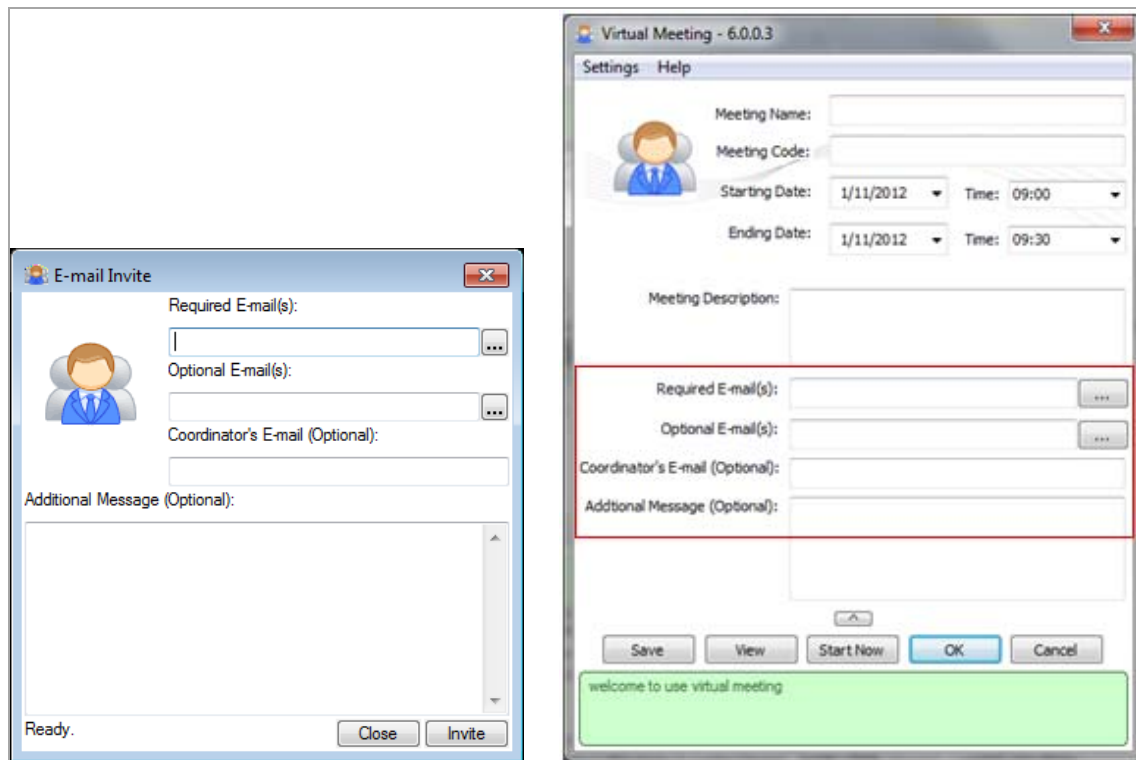 E-mail Invite
Required E-mail(s):
...
Optional E-mail(s):
...
Coordinator's E-mail (Optional):
Additional Message (Optional):
Ready.
Close Invite
Virtual Meeting - 6.0.0.3
Settings Help
Meeting Name:
Meeting Code:
Starting Date: 1/11/2012 Time: 09:00
Ending Date: 1/11/2012 Time: 09:30
Meeting Description:
Required E-mail(s): ...
Optional E-mail(s): ...
Coordinator's E-mail (Optional):
Addtional Message (Optional):
Save View Start Now OK Cancel
welcome to use virtual meeting